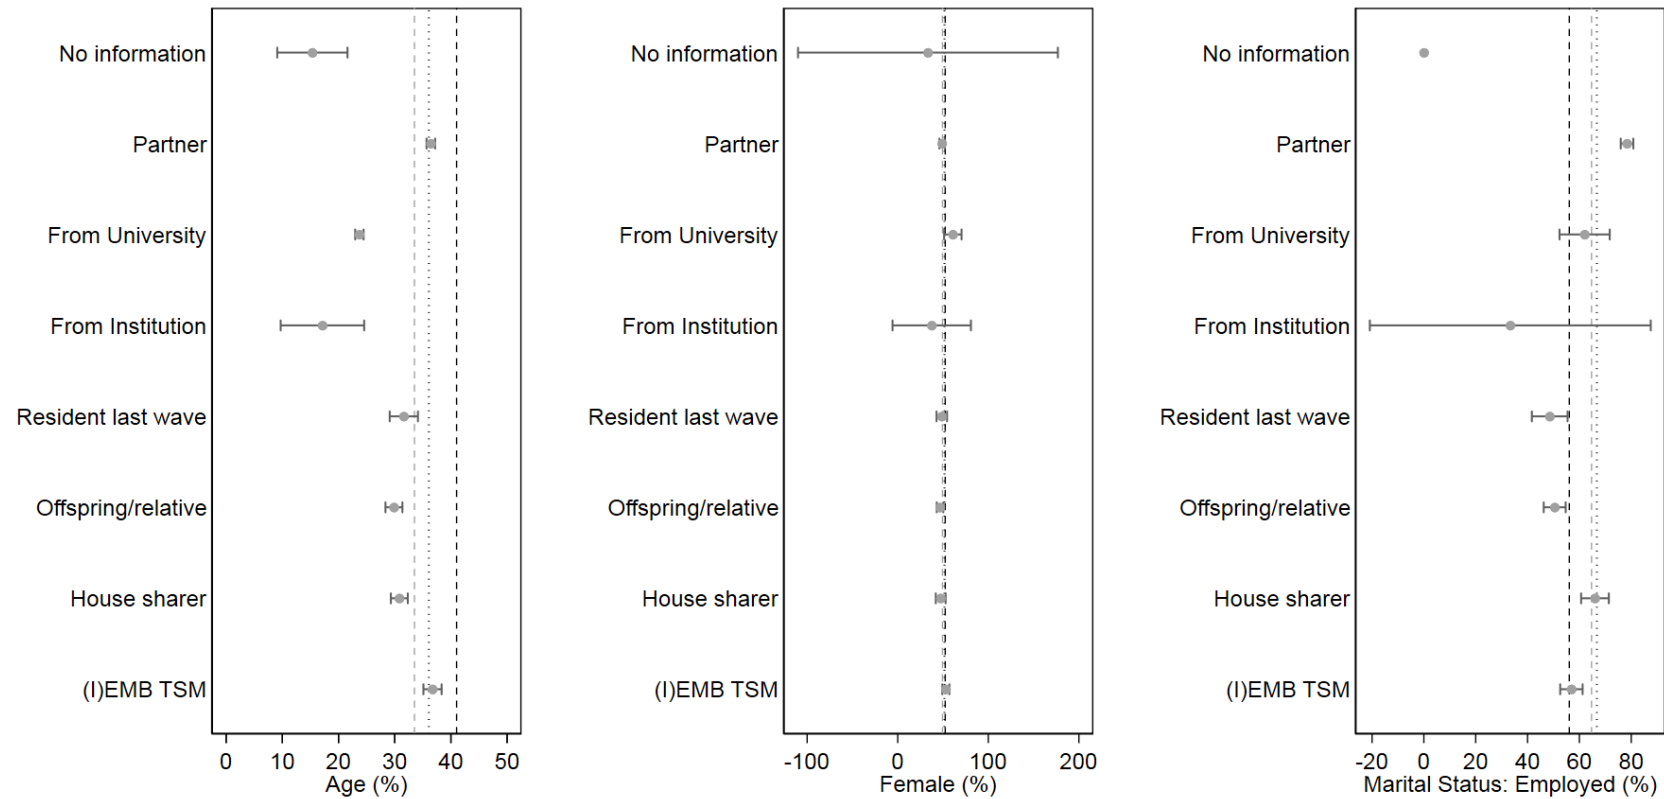 No information
Partner
From University
From Institution
Resident last wave
Offspring/relative
House sharer
(I)EMB TSM
0 10 20 30 40 50
Age (%)
No information
Partner
From University
From Institution
Resident last wave
Offspring/relative
House sharer
(I)EMB TSM
-100 0 100 200
Female (%)
No information
Partner
From University
From Institution
Resident last wave
Offspring/relative
House sharer
(I)EMB TSM
-20 0 20 40 60 80
Marital Status: Employed (%)